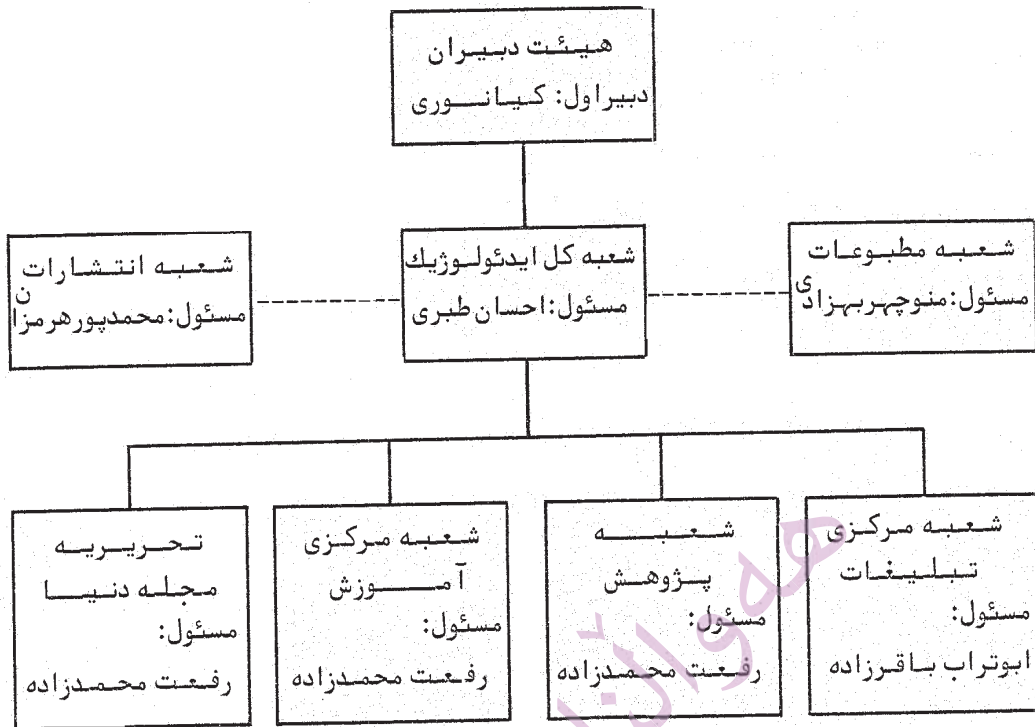 هیئت دبیران
دبیر اول: کیانوری
شعبه مطبوعات
مسئول: منوچهر بهزادی
شعبه کل ایدئولوژیك
مسئول: احسان طبری
شعبه انتشارات
مسئول: محمدپورهرمزان
شعبه مرکزی
تبلیغات
مسئول:
ابوتراب باقرزاده
شعبه
پژوهش
مسئول:
رفعت محمدزاده
شعبه مرکزی
آموزش
مسئول:
رفعت محمدزاده
تحریریه
مجله دنیا
مسئول:
رفعت محمدزاده